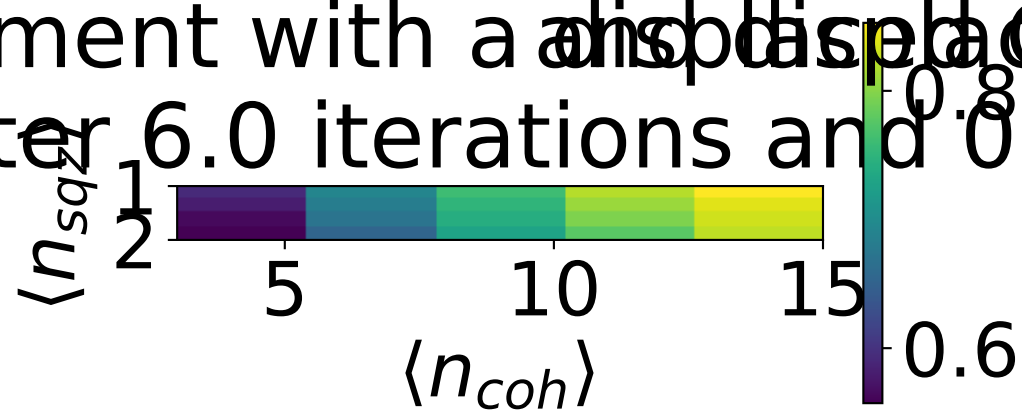 ment with a
ter 6.0 iterations and 0
⟨n_sqz⟩
1
2
5 10 15
⟨n_coh⟩
0.8
0.6